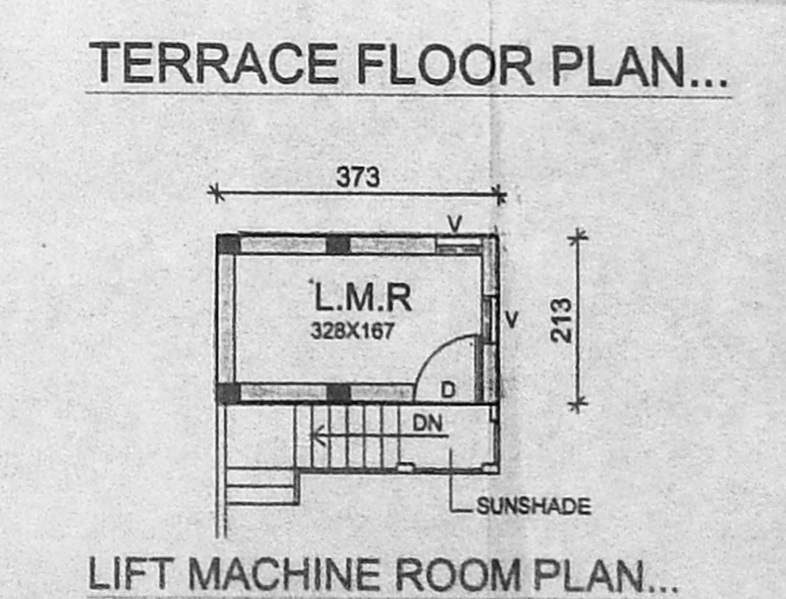 TERRACE FLOOR PLAN...
373
V
L.M.R
328X167
V
213
D
DN
SUNSHADE
LIFT MACHINE ROOM PLAN...